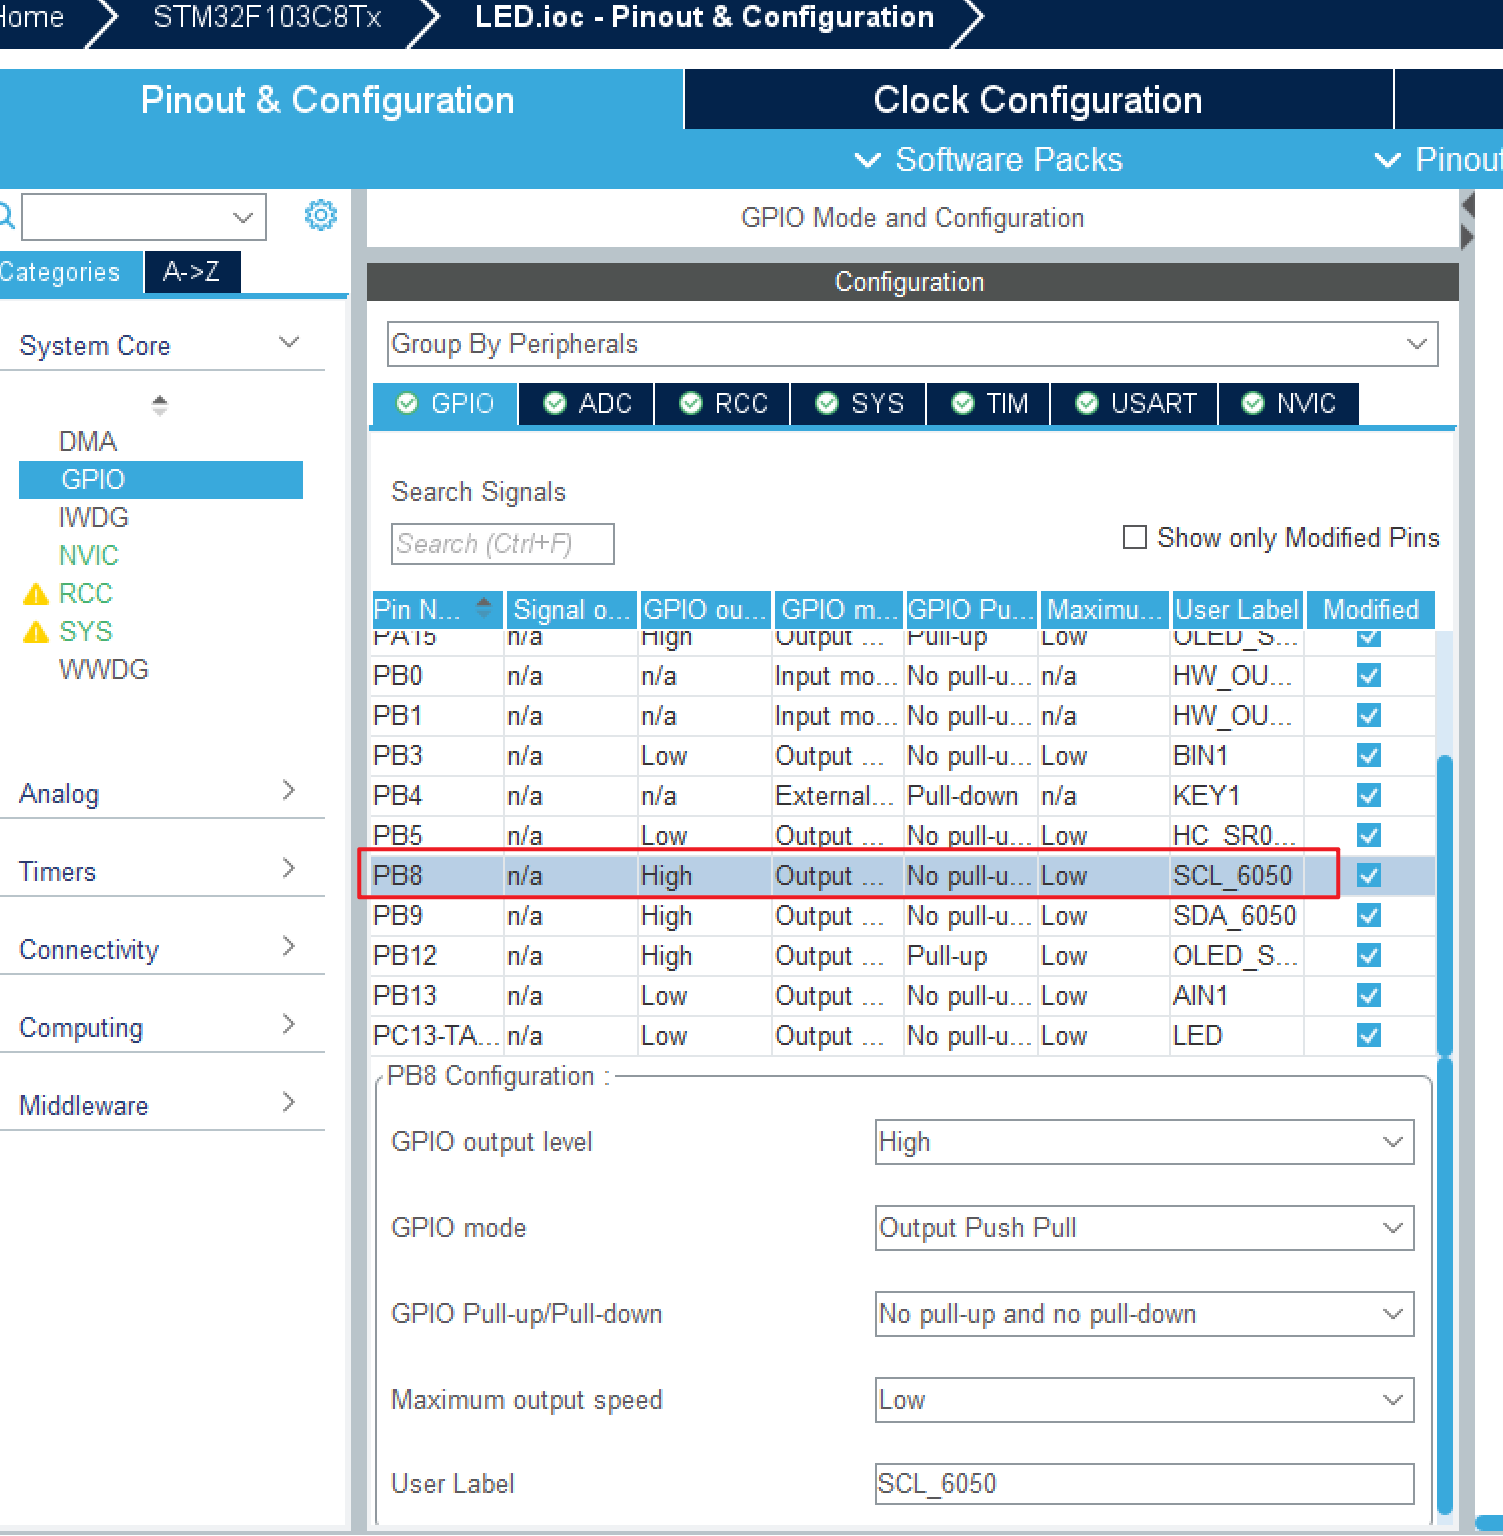 STM32F103C8Tx LED.ioc - Pinout & Configuration
Pinout & Configuration Clock Configuration
Software Packs
GPIO Mode and Configuration
Categories A->Z
Configuration
System Core
Group By Peripherals
GPIO ADC RCC SYS TIM USART NVIC
DMA
GPIO
IWDG
NVIC
RCC
SYS
WWDG
Analog
Timers
Connectivity
Computing
Middleware
Search Signals
Search (Ctrl+F) Show only Modified Pins
Pin N... Signal o... GPIO ou... GPIO m... GPIO Pu... Maximu... User Label Modified
PA15 n/a High Output ... Pull-up Low OLED_S...
PB0 n/a n/a Input mo... No pull-u... n/a HW_OU...
PB1 n/a n/a Input mo... No pull-u... n/a HW_OU...
PB3 n/a Low Output ... No pull-u... Low BIN1
PB4 n/a n/a External... Pull-down n/a KEY1
PB5 n/a Low Output ... No pull-u... Low HC_SR0...
PB8 n/a High Output ... No pull-u... Low SCL_6050
PB9 n/a High Output ... No pull-u... Low SDA_6050
PB12 n/a High Output ... Pull-up Low OLED_S...
PB13 n/a Low Output ... No pull-u... Low AIN1
PC13-TA... n/a Low Output ... No pull-u... Low LED
PB8 Configuration :
GPIO output level High
GPIO mode Output Push Pull
GPIO Pull-up/Pull-down No pull-up and no pull-down
Maximum output speed Low
User Label SCL_6050